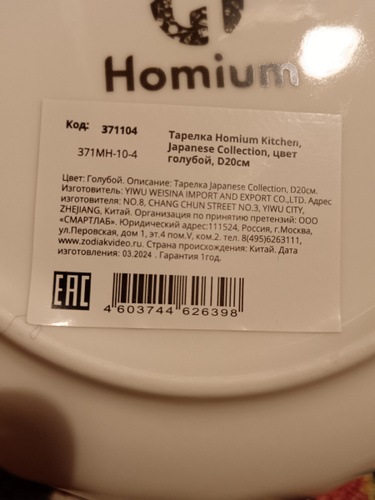 Homium
Код: 371104
371МН-10-4
Тарелка Homium Kitchen,
Japanese Collection, цвет
голубой, D20см
Цвет: Голубой. Описание: Тарелка Japanese Collection, D20см.
Изготовитель: YIWU WEISINA IMPORT AND EXPORT CO.,LTD. Адрес
изготовителя: NO.8, CHANG CHUN STREET NO.3, YIWU CITY,
ZHEJIANG, Китай. Организация по принятию претензий: ООО
«СМАРТЛАБ». Юридический адрес:111524, Россия, г.Москва,
ул.Перовская, дом 1, эт.4 пом.V, ком.2. тел. 8(495)6263111,
www.zodiakvideo.ru. Страна происхождения: Китай. Дата
изготовления: 03.2024 . Гарантия 1год.
EAC
4 603744 626398